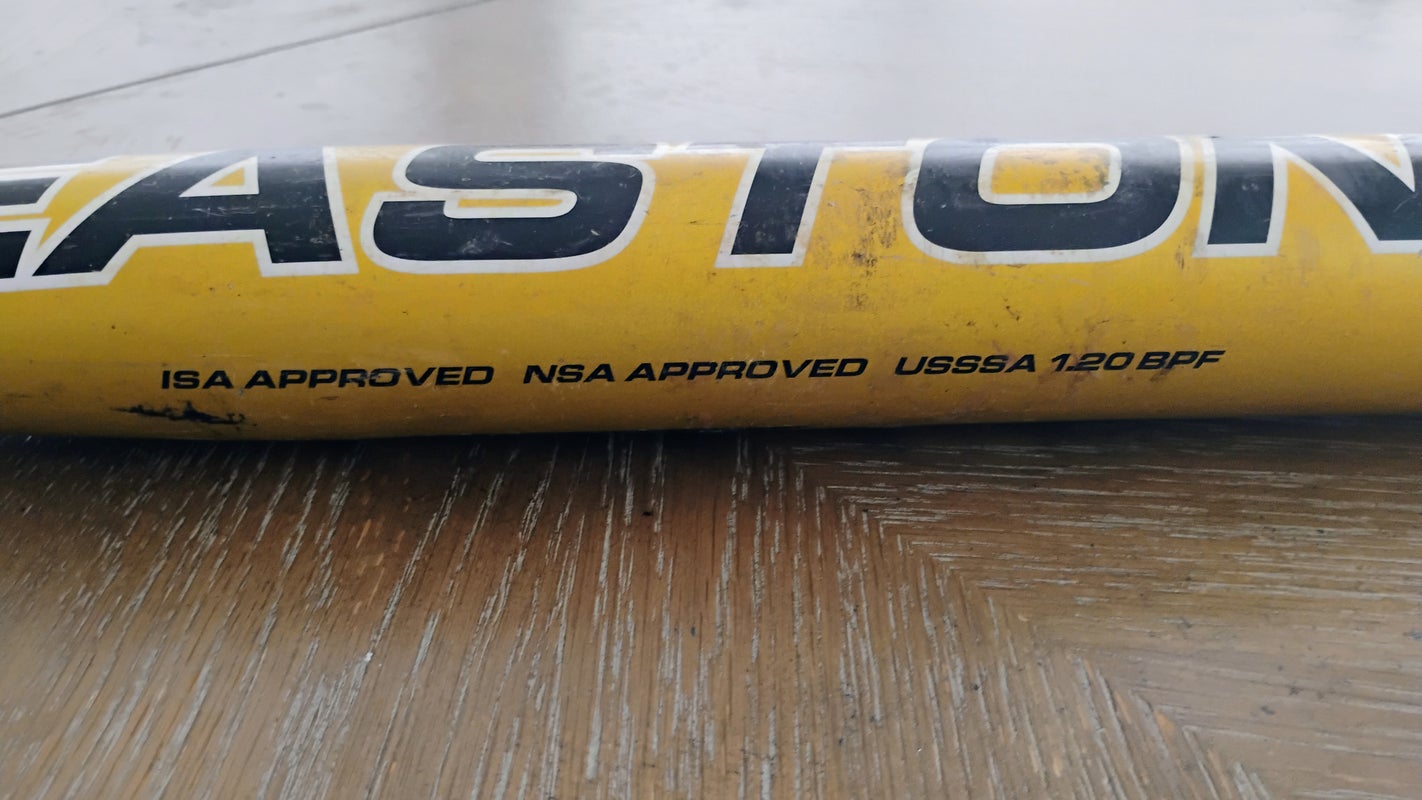 EASTON
ISA APPROVED NSA APPROVED USSSA 1.20 BPF